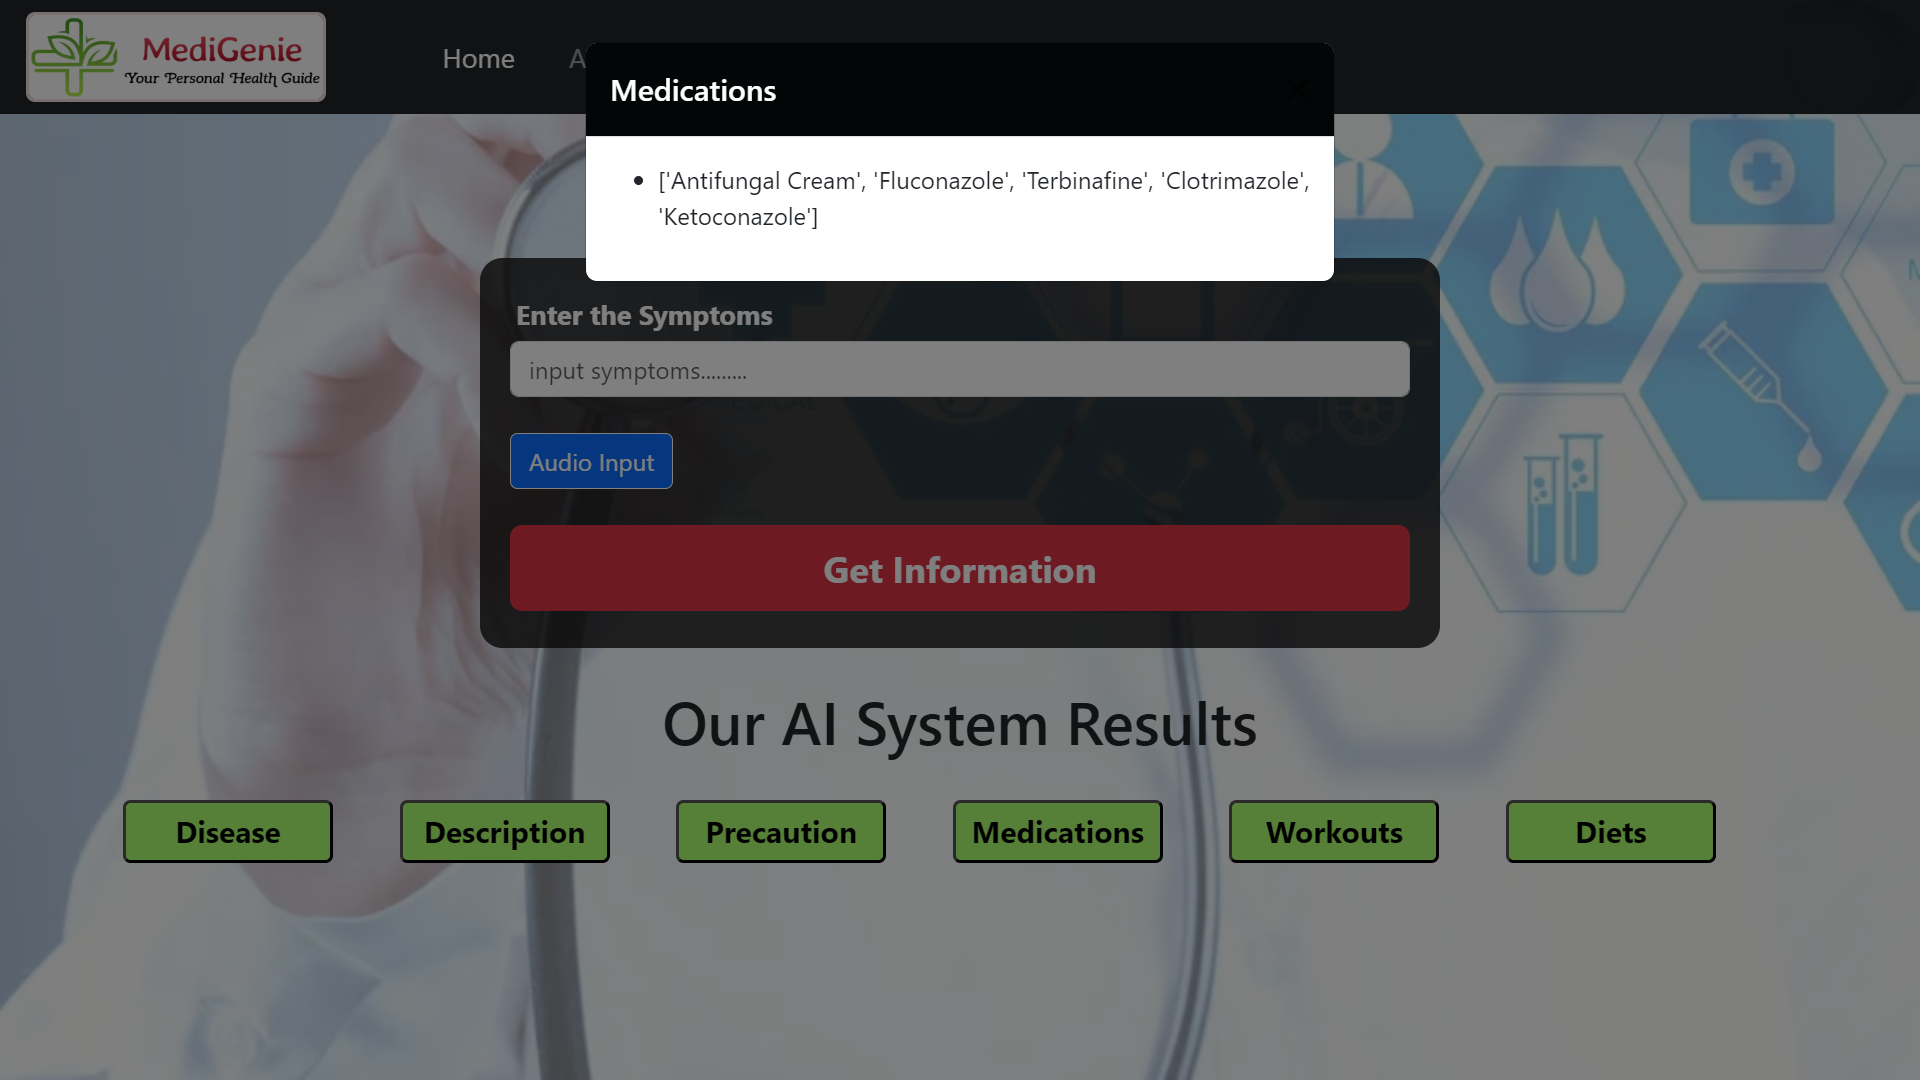 MediGenie
Your Personal Health Guide
Home
A
Medications
['Antifungal Cream', 'Fluconazole', 'Terbinafine', 'Clotrimazole',
'Ketoconazole']
Enter the Symptoms
input symptoms.........
MEDICAL
Audio Input
Get Information
Our AI System Results
Disease
Description
Precaution
Medications
Workouts
Diets